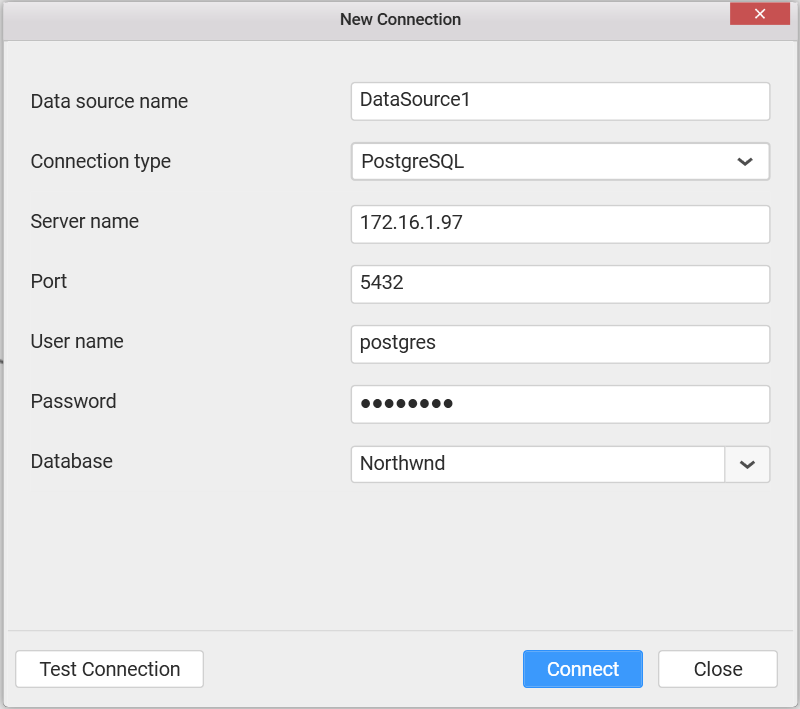 New Connection
Data source name DataSource1
Connection type PostgreSQL
Server name 172.16.1.97
Port 5432
User name postgres
Password ●●●●●●●●
Database Northwnd
Test Connection Connect Close